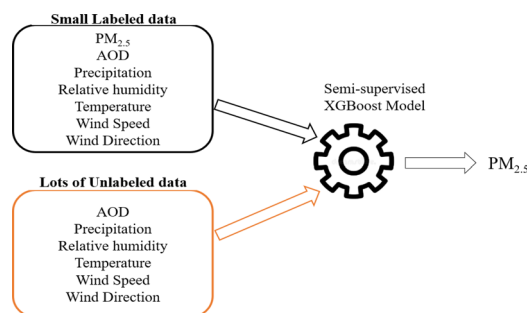 Small Labeled data
PM2.5
AOD
Precipitation
Relative humidity
Temperature
Wind Speed
Wind Direction
Semi-supervised
XGBoost Model
PM2.5
Lots of Unlabeled data
AOD
Precipitation
Relative humidity
Temperature
Wind Speed
Wind Direction